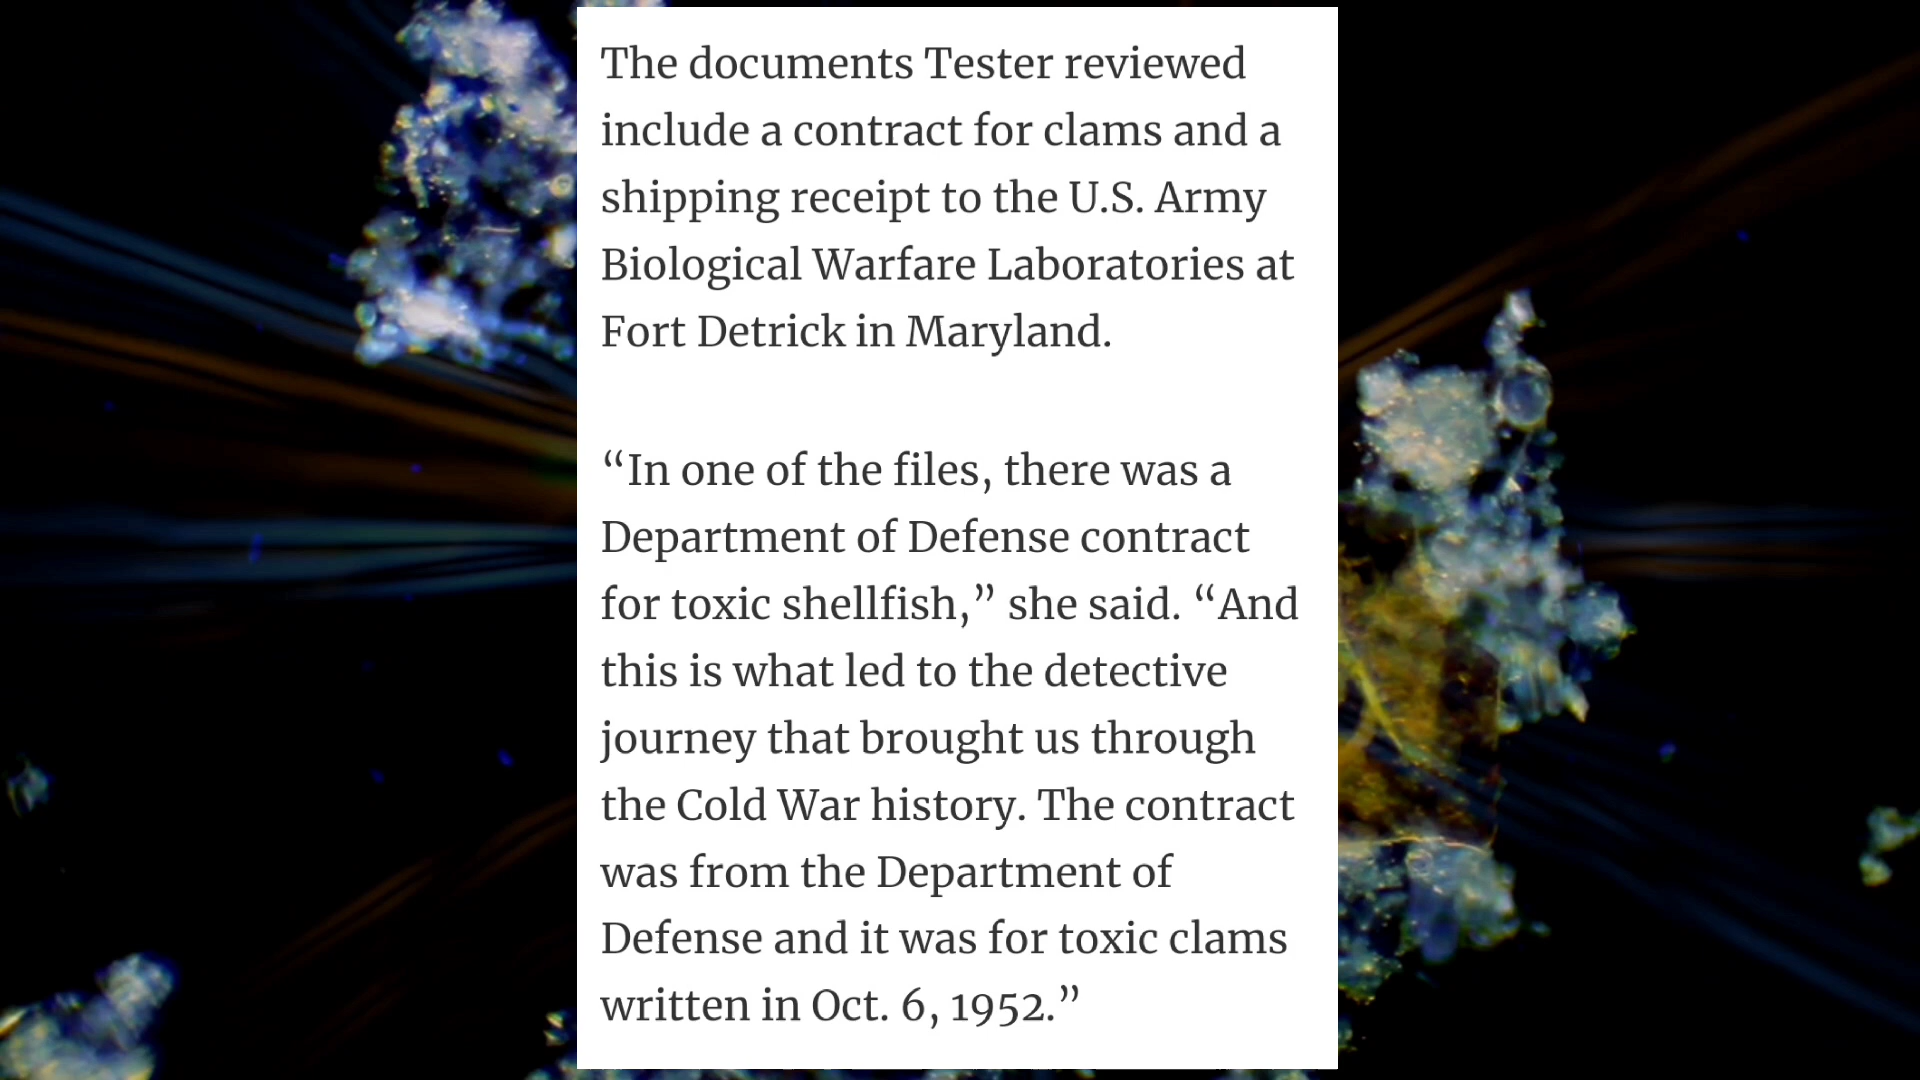 The documents Tester reviewed
include a contract for clams and a
shipping receipt to the U.S. Army
Biological Warfare Laboratories at
Fort Detrick in Maryland.
“In one of the files, there was a
Department of Defense contract
for toxic shellfish,” she said. “And
this is what led to the detective
journey that brought us through
the Cold War history. The contract
was from the Department of
Defense and it was for toxic clams
written in Oct. 6, 1952.”